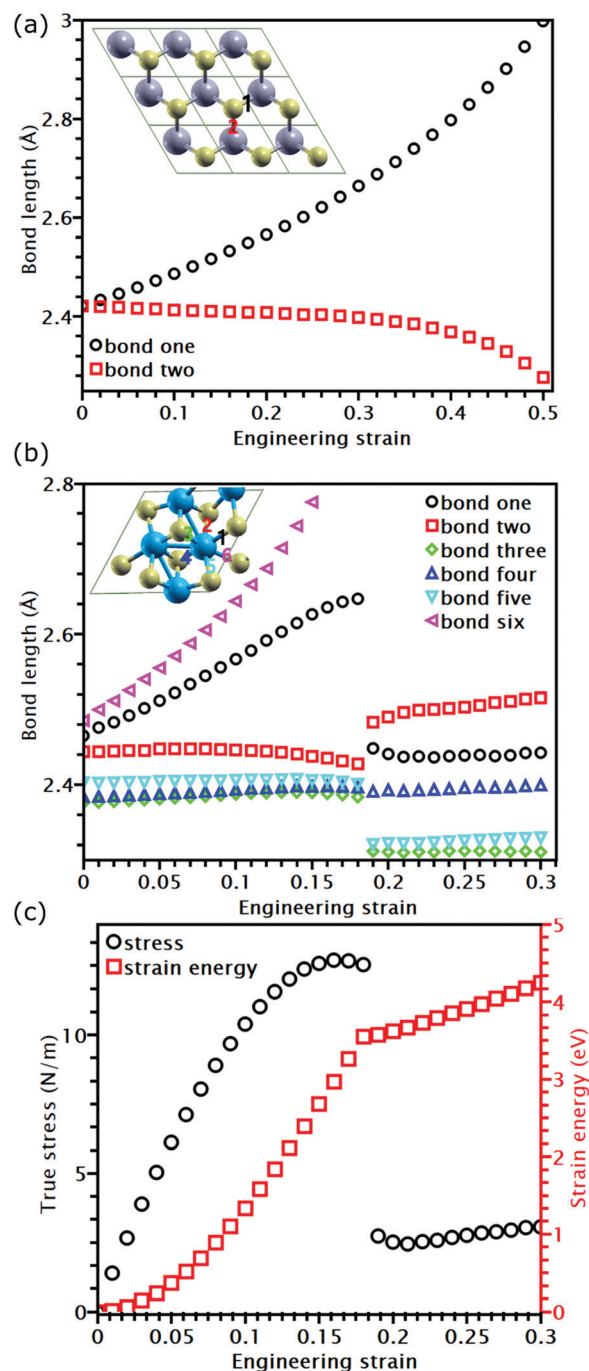 (a)
3
2.8
2.6
2.4
Bond length (Å)
1
2
bond one
bond two
0
0.1
0.2
0.3
0.4
0.5
Engineering strain
(b)
2.8
2.6
2.4
Bond length (Å)
2
1
3
4
6
5
bond one
bond two
bond three
bond four
bond five
bond six
0
0.05
0.1
0.15
0.2
0.25
0.3
Engineering strain
(c)
stress
strain energy
10
5
0
True stress (N/m)
5
4
3
2
1
0
Strain energy (eV)
0
0.05
0.1
0.15
0.2
0.25
0.3
Engineering strain